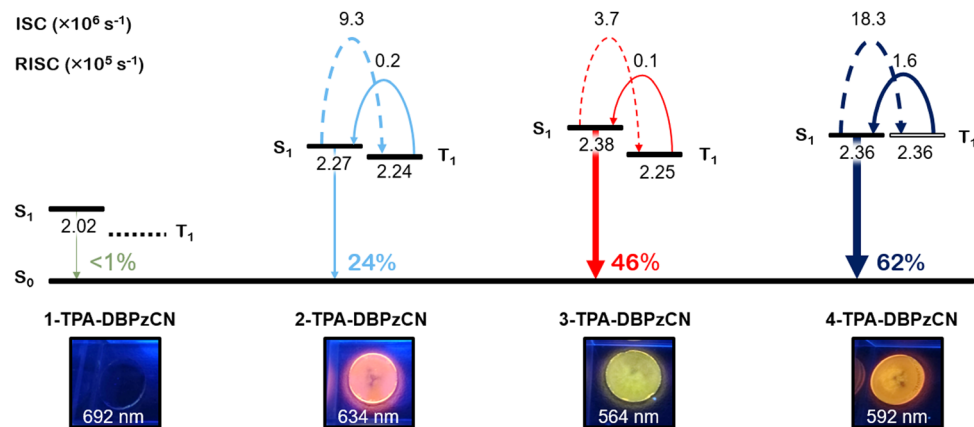 ISC (×10⁶ s⁻¹) 9.3 3.7 18.3
RISC (×10⁵ s⁻¹) 0.2 0.1 1.6
S₁ 2.27 2.24 T₁
S₁ 2.38 2.25 T₁
S₁ 2.36 2.36 T₁
S₁ 2.02 T₁
<1% 24% 46% 62%
S₀
1-TPA-DBPzCN 2-TPA-DBPzCN 3-TPA-DBPzCN 4-TPA-DBPzCN
692 nm 634 nm 564 nm 592 nm